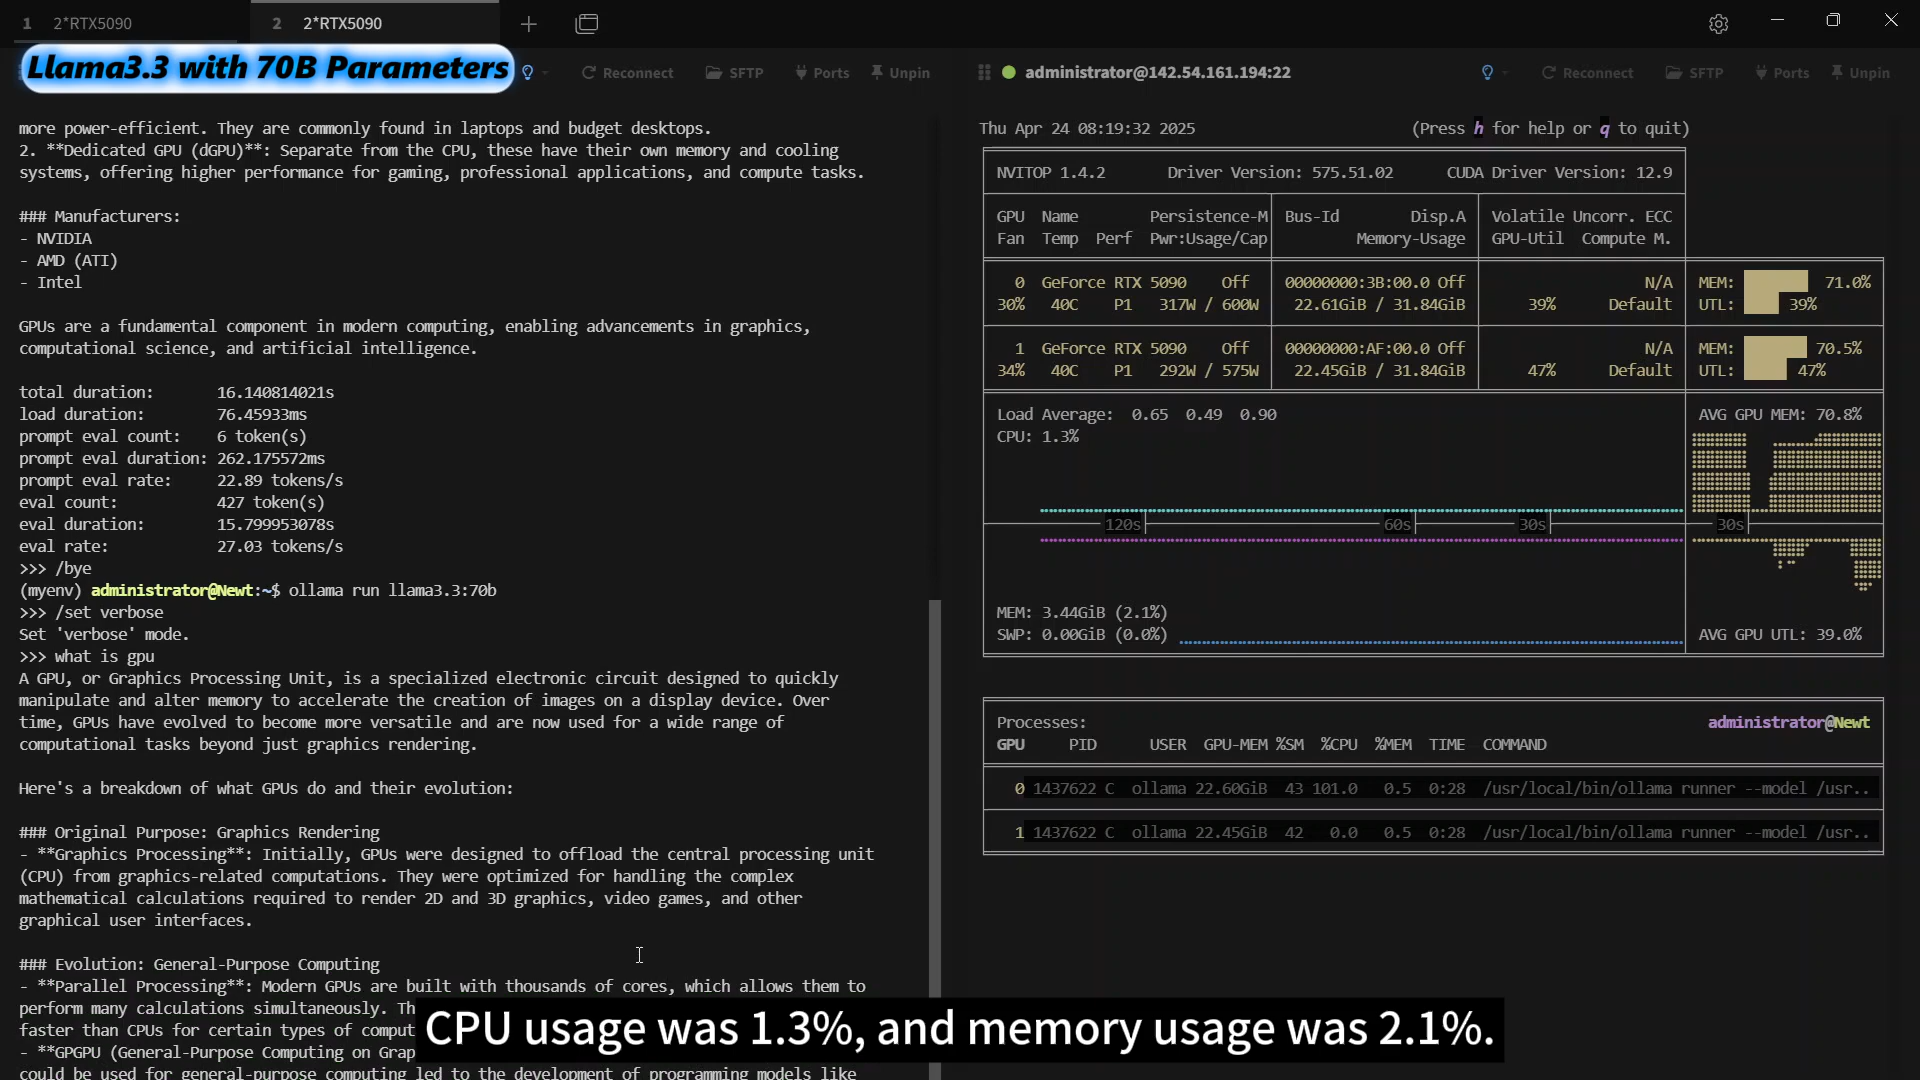 1 2*RTX5090
2 2*RTX5090
Llama3.3 with 70B Parameters
Reconnect SFTP Ports Unpin
more power-efficient. They are commonly found in laptops and budget desktops.
2. **Dedicated GPU (dGPU)**: Separate from the CPU, these have their own memory and cooling
systems, offering higher performance for gaming, professional applications, and compute tasks.
### Manufacturers:
- NVIDIA
- AMD (ATI)
- Intel
GPUs are a fundamental component in modern computing, enabling advancements in graphics,
computational science, and artificial intelligence.
total duration: 16.140814021s
load duration: 76.45933ms
prompt eval count: 6 token(s)
prompt eval duration: 262.175572ms
prompt eval rate: 22.89 tokens/s
eval count: 427 token(s)
eval duration: 15.799953078s
eval rate: 27.03 tokens/s
>>> /bye
(myenv) administrator@Newt:~$ ollama run llama3.3:70b
>>> /set verbose
Set 'verbose' mode.
>>> what is gpu
A GPU, or Graphics Processing Unit, is a specialized electronic circuit designed to quickly
manipulate and alter memory to accelerate the creation of images on a display device. Over
time, GPUs have evolved to become more versatile and are now used for a wide range of
computational tasks beyond just graphics rendering.
Here's a breakdown of what GPUs do and their evolution:
### Original Purpose: Graphics Rendering
- **Graphics Processing**: Initially, GPUs were designed to offload the central processing unit
(CPU) from graphics-related computations. They were optimized for handling the complex
mathematical calculations required to render 2D and 3D graphics, video games, and other
graphical user interfaces.
### Evolution: General-Purpose Computing
- **Parallel Processing**: Modern GPUs are built with thousands of cores, which allows them to
perform many calculations simultaneously. Th
faster than CPUs for certain types of comput
- **GPGPU (General-Purpose Computing on Grap
could be used for general-purpose computing led to the development of programming models like
administrator@142.54.161.194:22 Reconnect SFTP Ports Unpin
Thu Apr 24 08:19:32 2025 (Press h for help or q to quit)
NVITOP 1.4.2 Driver Version: 575.51.02 CUDA Driver Version: 12.9
GPU Name Persistence-M Bus-Id Disp.A Volatile Uncorr. ECC
Fan Temp Perf Pwr:Usage/Cap Memory-Usage GPU-Util Compute M.
0 GeForce RTX 5090 Off 00000000:3B:00.0 Off N/A MEM: 71.0%
30% 40C P1 317W / 600W 22.61GiB / 31.84GiB 39% Default UTL: 39%
1 GeForce RTX 5090 Off 00000000:AF:00.0 Off N/A MEM: 70.5%
34% 40C P1 292W / 575W 22.45GiB / 31.84GiB 47% Default UTL: 47%
Load Average: 0.65 0.49 0.90 AVG GPU MEM: 70.8%
CPU: 1.3%
120s 60s 30s 30s
MEM: 3.44GiB (2.1%)
SWP: 0.00GiB (0.0%) AVG GPU UTL: 39.0%
Processes: administrator@Newt
GPU PID USER GPU-MEM %SM %CPU %MEM TIME COMMAND
0 1437622 C ollama 22.60GiB 43 101.0 0.5 0:28 /usr/local/bin/ollama runner --model /usr..
1 1437622 C ollama 22.45GiB 42 0.0 0.5 0:28 /usr/local/bin/ollama runner --model /usr..
CPU usage was 1.3%, and memory usage was 2.1%.